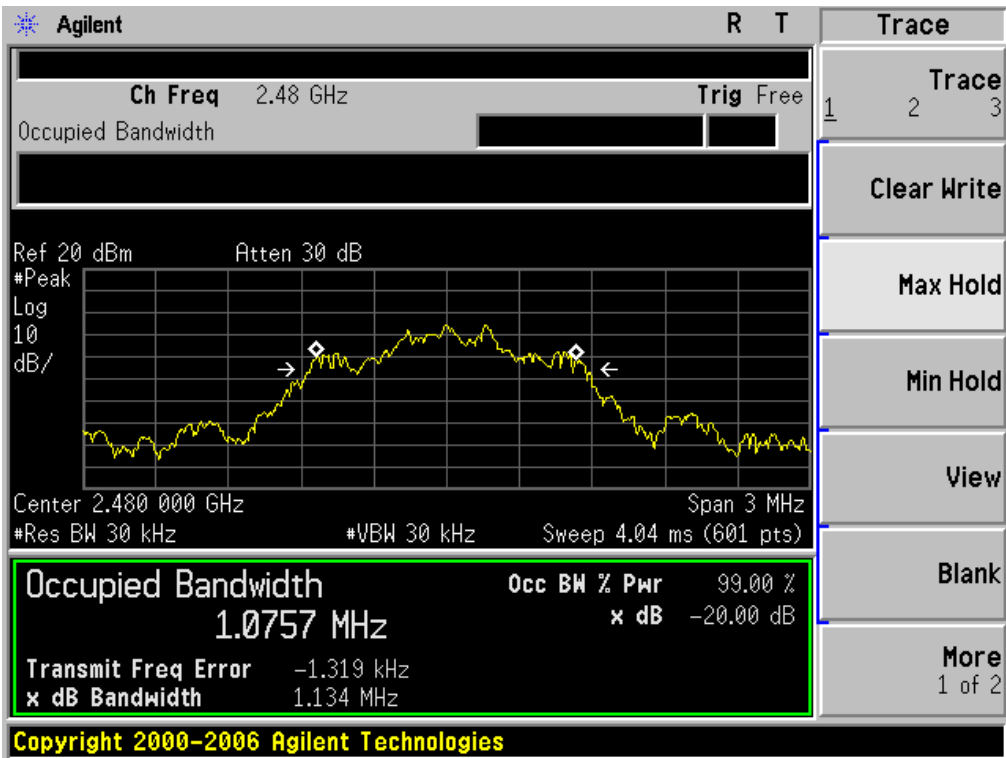 Agilent R T Trace
Ch Freq 2.48 GHz Trig Free
Occupied Bandwidth
Trace
1 2 3
Clear Write
Max Hold
Min Hold
View
Blank
More
1 of 2
Ref 20 dBm Atten 30 dB
#Peak
Log
10
dB/
Center 2.480 000 GHz Span 3 MHz
#Res BW 30 kHz #VBW 30 kHz Sweep 4.04 ms (601 pts)
Occupied Bandwidth Occ BW % Pwr 99.00 %
1.0757 MHz x dB -20.00 dB
Transmit Freq Error -1.319 kHz
x dB Bandwidth 1.134 MHz
Copyright 2000-2006 Agilent Technologies